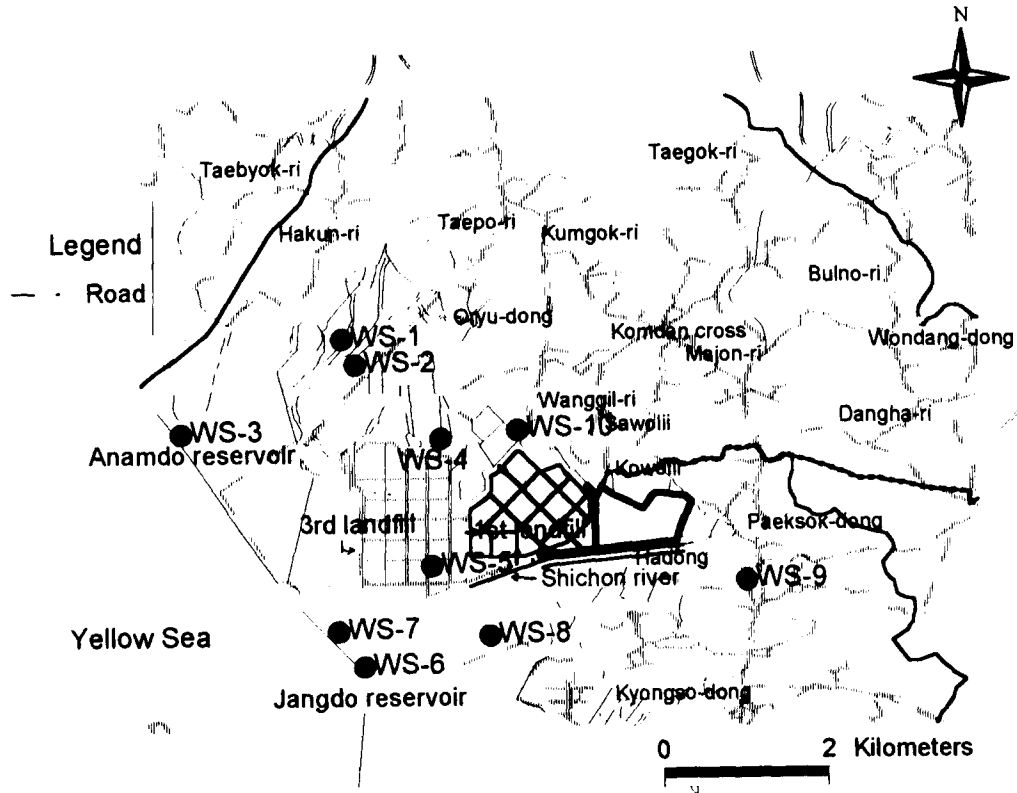 N
Taegok-ri
Taebyok-ri
Taepo-ri
Hakun-ri
Kumgok-ri
Legend
Bulno-ri
Road
Onyu-dong
Komdan cross
WS-1
Wondang-dong
Majon-ri
WS-2
Wanggil-ri
Dangha-ri
WS-3
WS-10
Anamdo reservoir
WS-4
3rd landfill
1st landfill
Paeksok-dong
WS-5
Hadong
Shichon river
WS-9
Yellow Sea
WS-7
WS-8
WS-6
Jangdo reservoir
Kyongso-dong
0 2 Kilometers